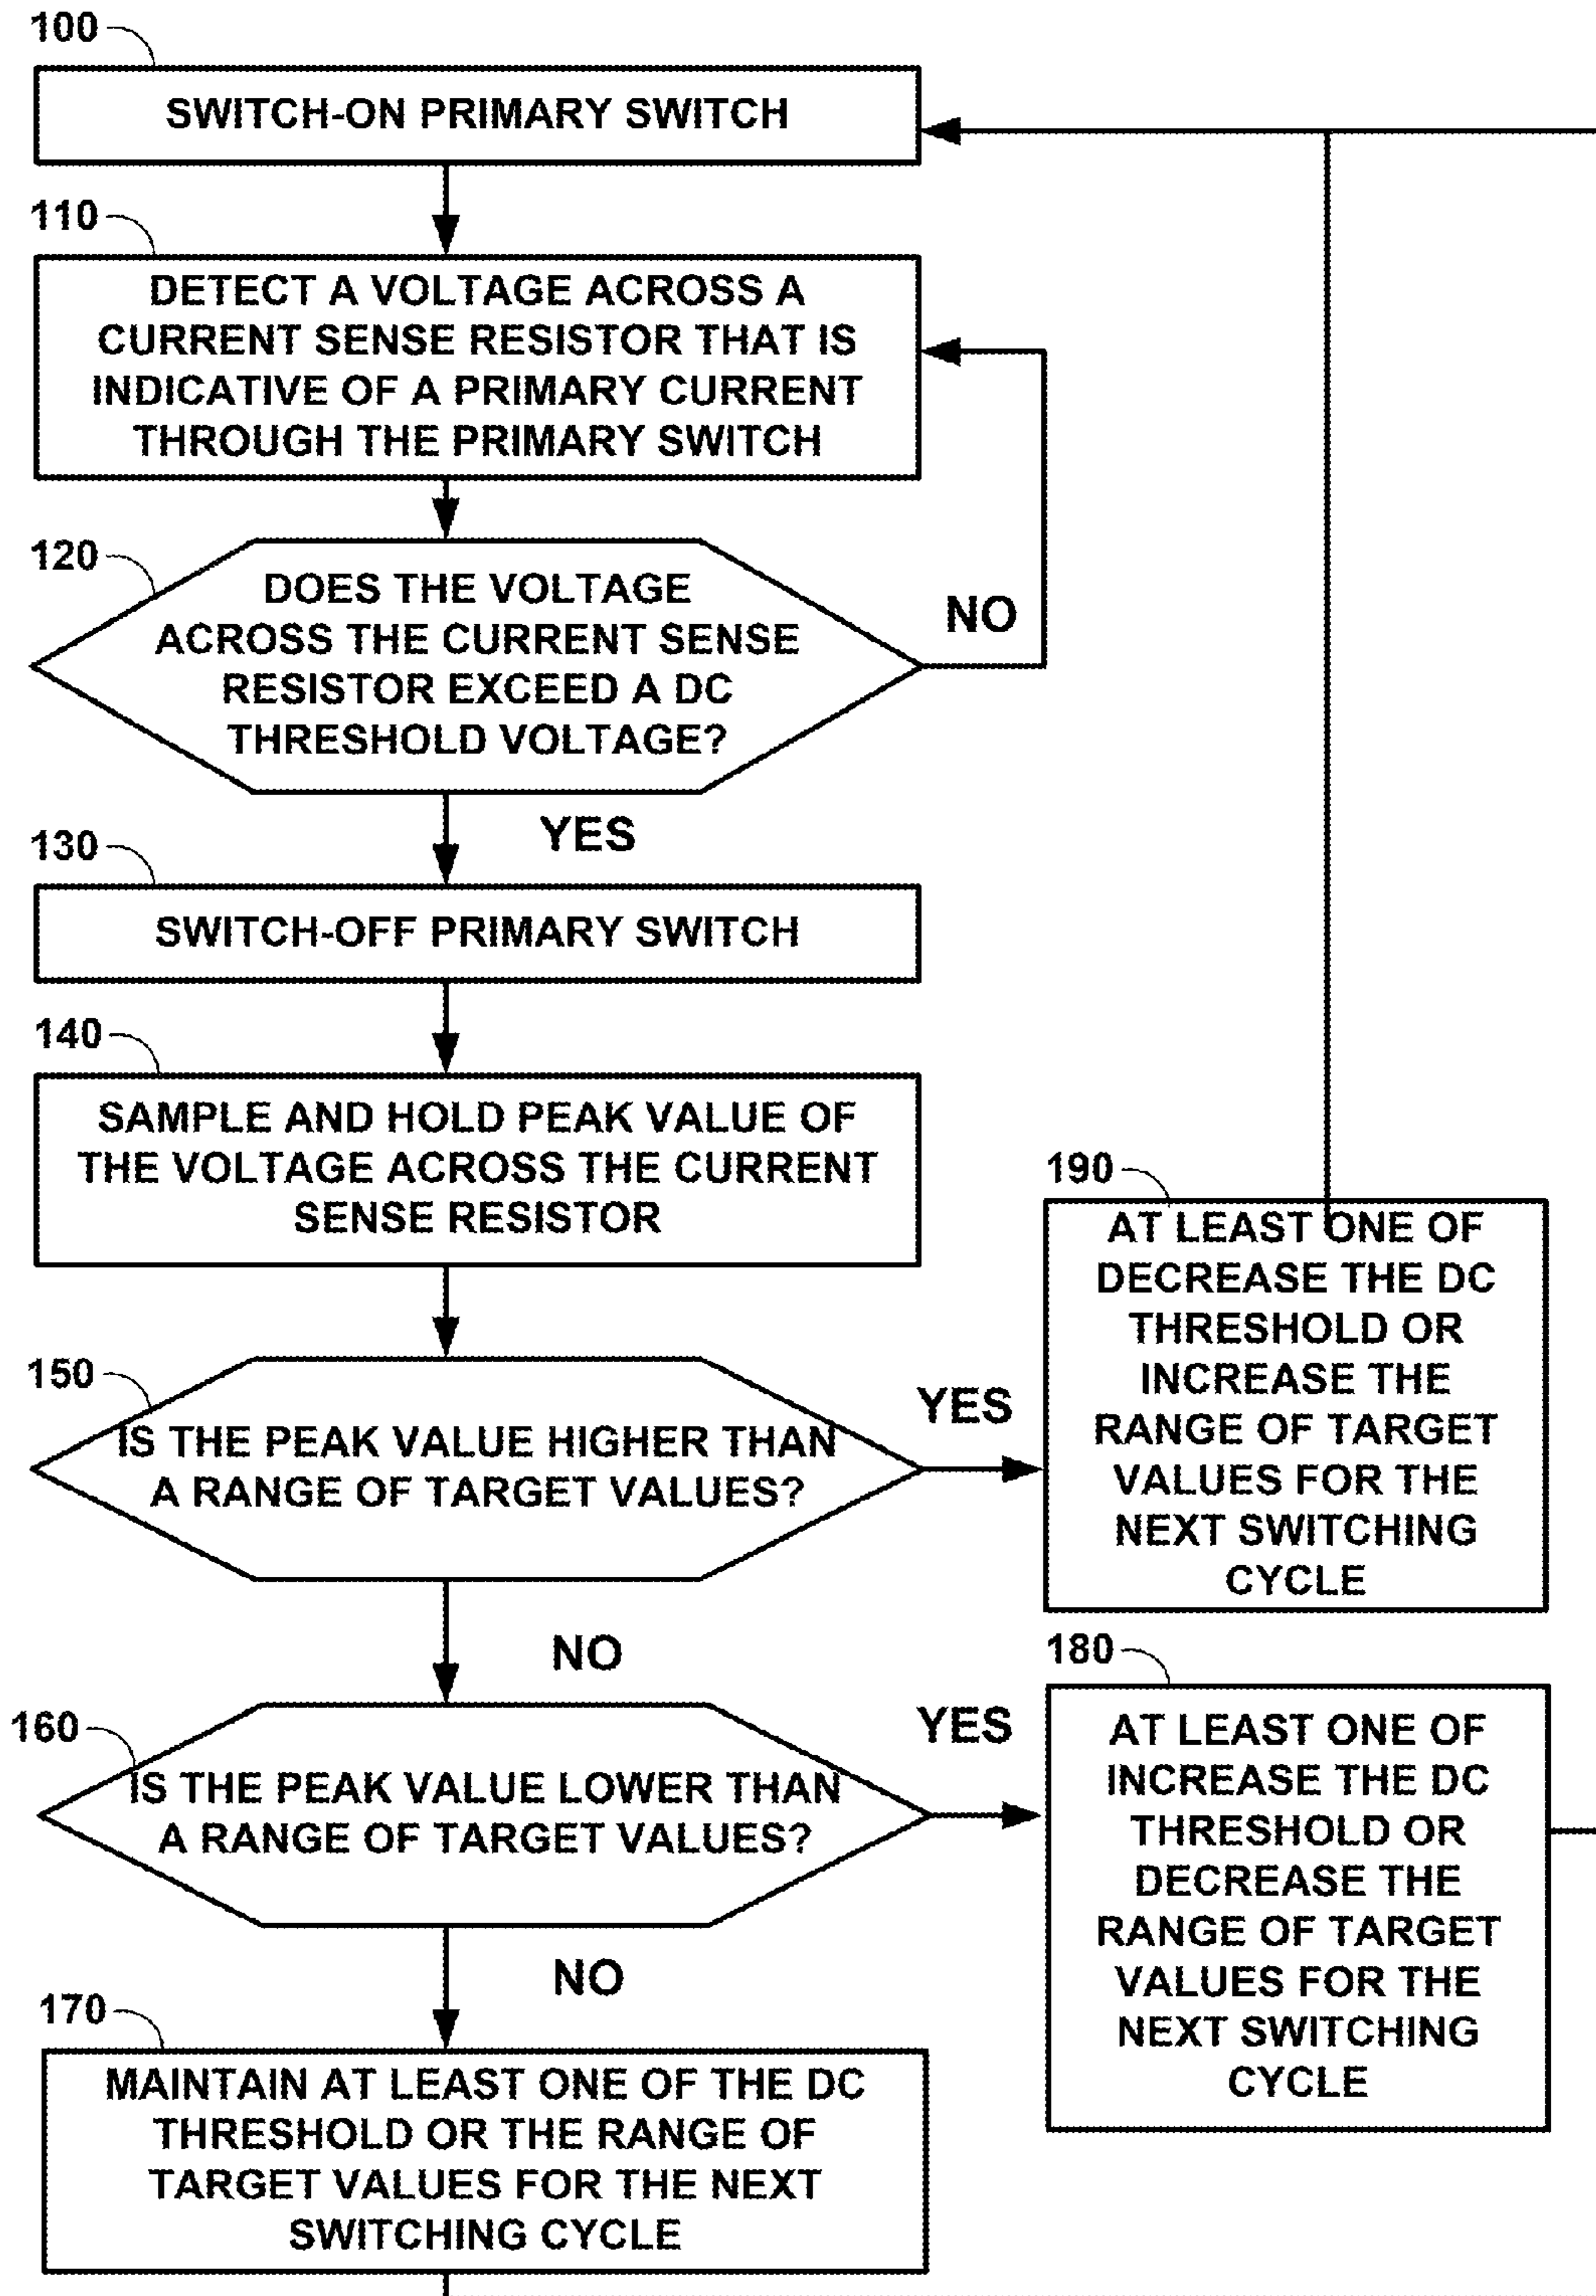 100
SWITCH-ON PRIMARY SWITCH
110
DETECT A VOLTAGE ACROSS A
CURRENT SENSE RESISTOR THAT IS
INDICATIVE OF A PRIMARY CURRENT
THROUGH THE PRIMARY SWITCH
120
DOES THE VOLTAGE
ACROSS THE CURRENT SENSE
RESISTOR EXCEED A DC
THRESHOLD VOLTAGE?
NO
YES
130
SWITCH-OFF PRIMARY SWITCH
140
SAMPLE AND HOLD PEAK VALUE OF
THE VOLTAGE ACROSS THE CURRENT
SENSE RESISTOR
150
IS THE PEAK VALUE HIGHER THAN
A RANGE OF TARGET VALUES?
YES
190
AT LEAST ONE OF
DECREASE THE DC
THRESHOLD OR
INCREASE THE
RANGE OF TARGET
VALUES FOR THE
NEXT SWITCHING
CYCLE
NO
160
IS THE PEAK VALUE LOWER THAN
A RANGE OF TARGET VALUES?
YES
180
AT LEAST ONE OF
INCREASE THE DC
THRESHOLD OR
DECREASE THE
RANGE OF TARGET
VALUES FOR THE
NEXT SWITCHING
CYCLE
NO
170
MAINTAIN AT LEAST ONE OF THE DC
THRESHOLD OR THE RANGE OF
TARGET VALUES FOR THE NEXT
SWITCHING CYCLE